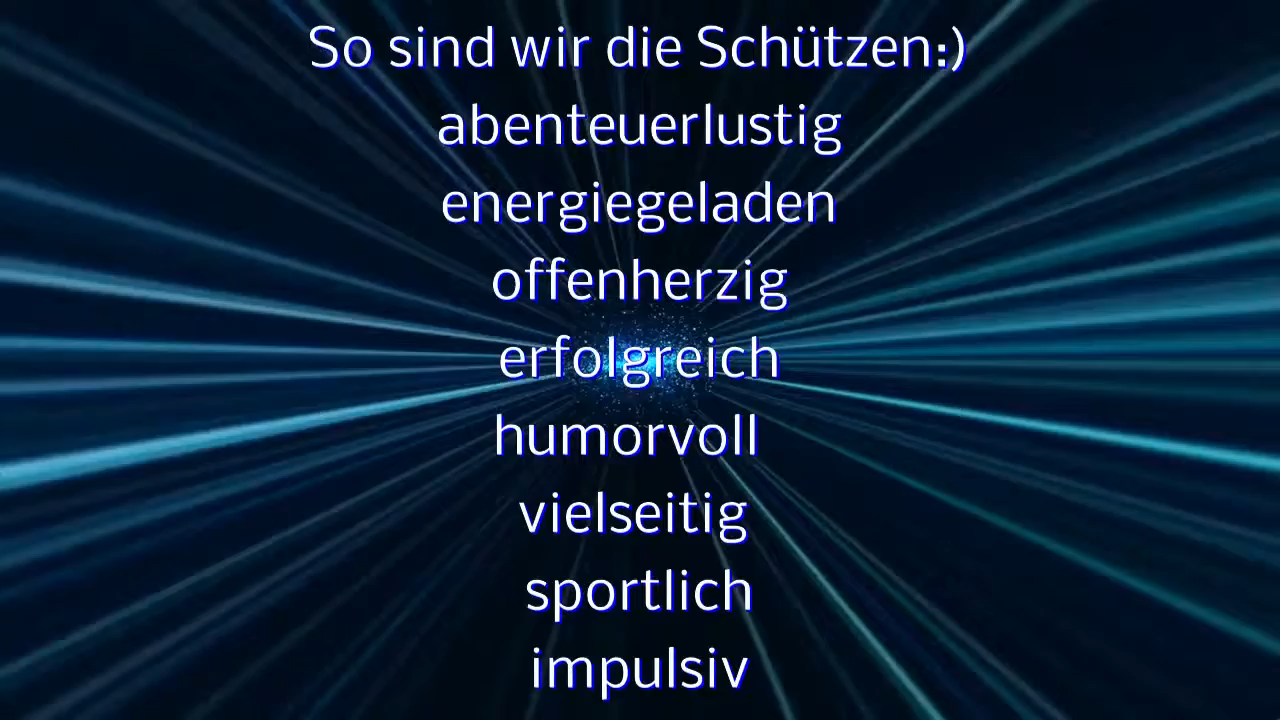 So sind wir die Schützen:)
abenteuerlustig
energiegeladen
offenherzig
erfolgreich
humorvoll
vielseitig
sportlich
impulsiv